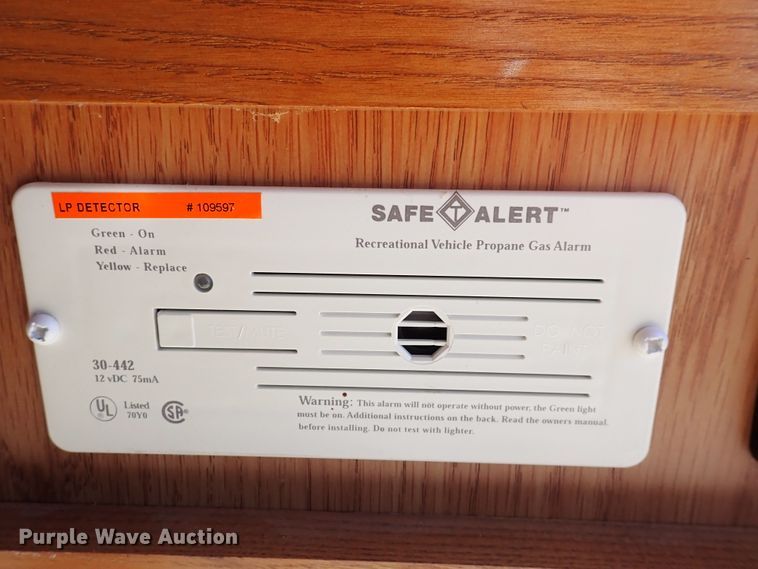 LP DETECTOR # 109597
SAFE T ALERT™
Recreational Vehicle Propane Gas Alarm
Green - On
Red - Alarm
Yellow - Replace
TEST/MUTE
DO NOT
PAINT
30-442
12 vDC 75mA
UL
Listed
70Y0
SA
Warning: This alarm will not operate without power, the Green light
must be on. Additional instructions on the back. Read the owners manual
before installing. Do not test with lighter.
Purple Wave Auction